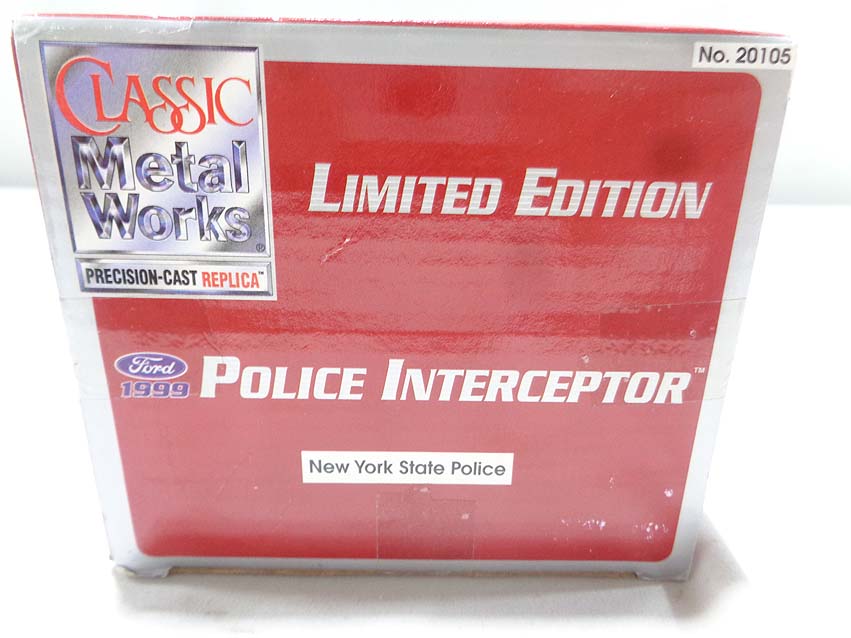 No. 20105
CLASSIC
Metal
Works®
PRECISION-CAST REPLICA™
LIMITED EDITION
Ford
1999
POLICE INTERCEPTOR™
New York State Police